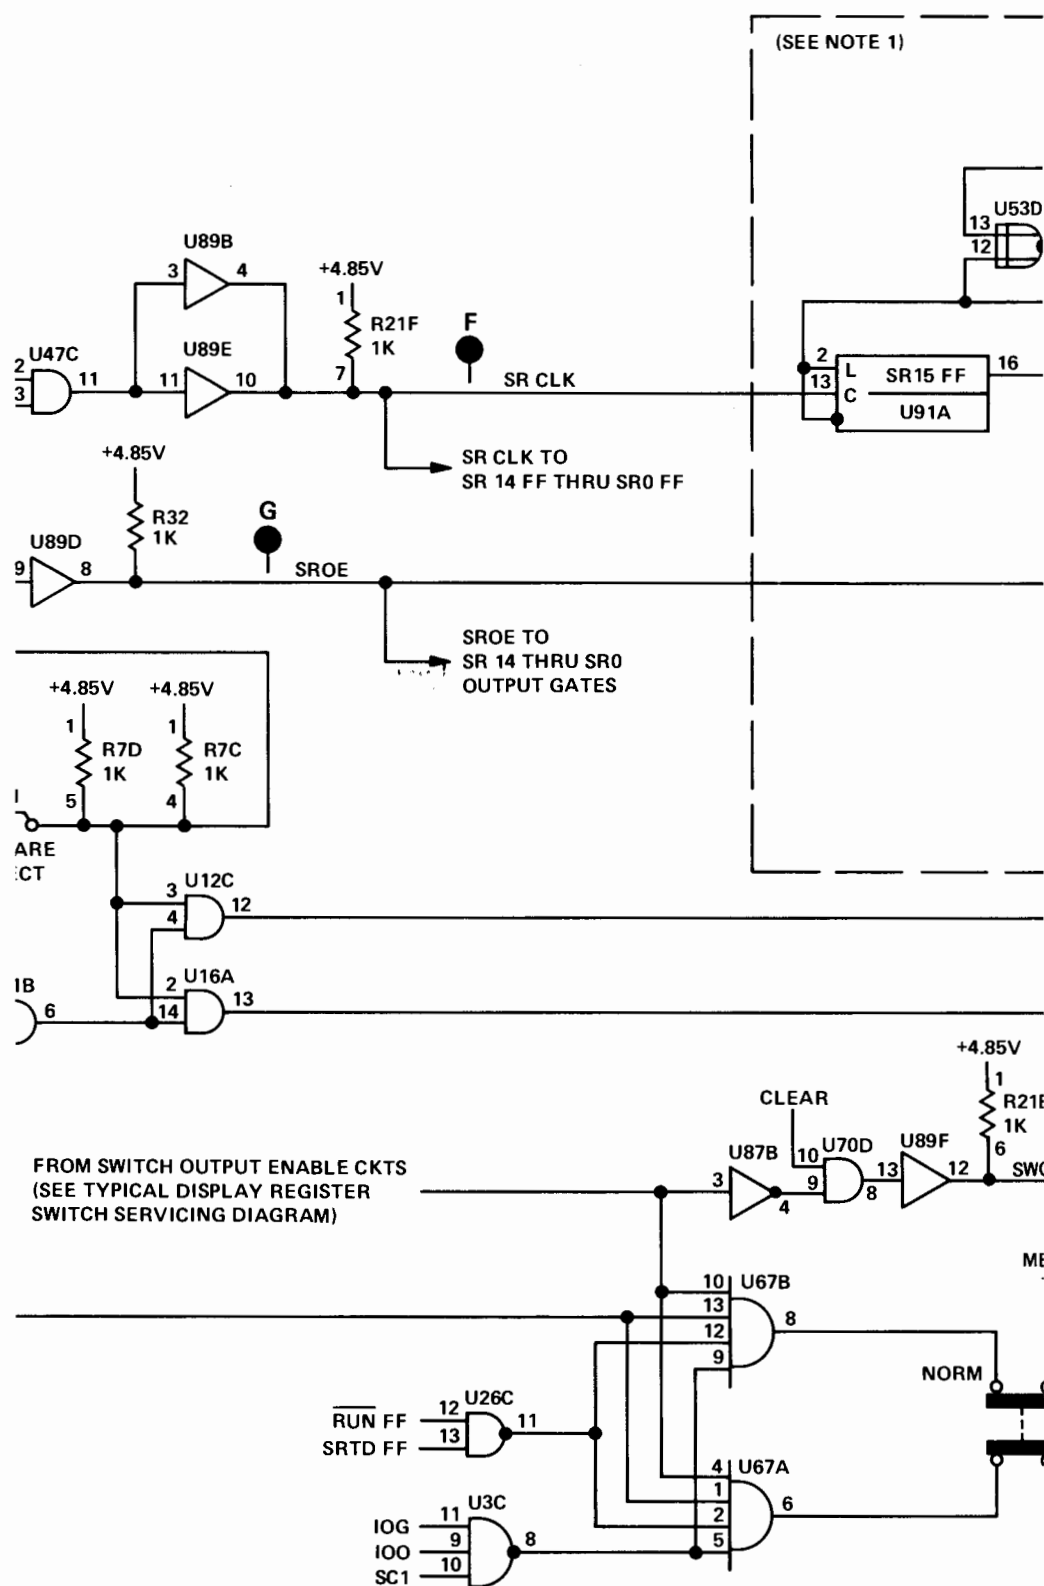 (SEE NOTE 1)
U53D
13
12
U89B
3
4
+4.85V
1
R21F
1K
7
F
U47C
2
3
11
U89E
11
10
SR CLK
2
L
13
C
SR15 FF
U91A
16
SR CLK TO
SR 14 FF THRU SR0 FF
+4.85V
R32
1K
G
U89D
9
8
SROE
SROE TO
SR 14 THRU SR0
OUTPUT GATES
+4.85V
+4.85V
1
1
R7D
1K
R7C
1K
5
4
ARE
ECT
U12C
3
4
12
U16A
2
14
13
1B
6
+4.85V
1
R21E
1K
6
CLEAR
U87B
3
4
U70D
10
9
8
U89F
13
12
SWO
FROM SWITCH OUTPUT ENABLE CKTS
(SEE TYPICAL DISPLAY REGISTER
SWITCH SERVICING DIAGRAM)
ME
U67B
10
13
12
9
8
NORM
U26C
RUN FF
12
SRTD FF
13
11
U67A
4
1
2
5
6
U3C
IOG
11
IOO
9
SC1
10
8